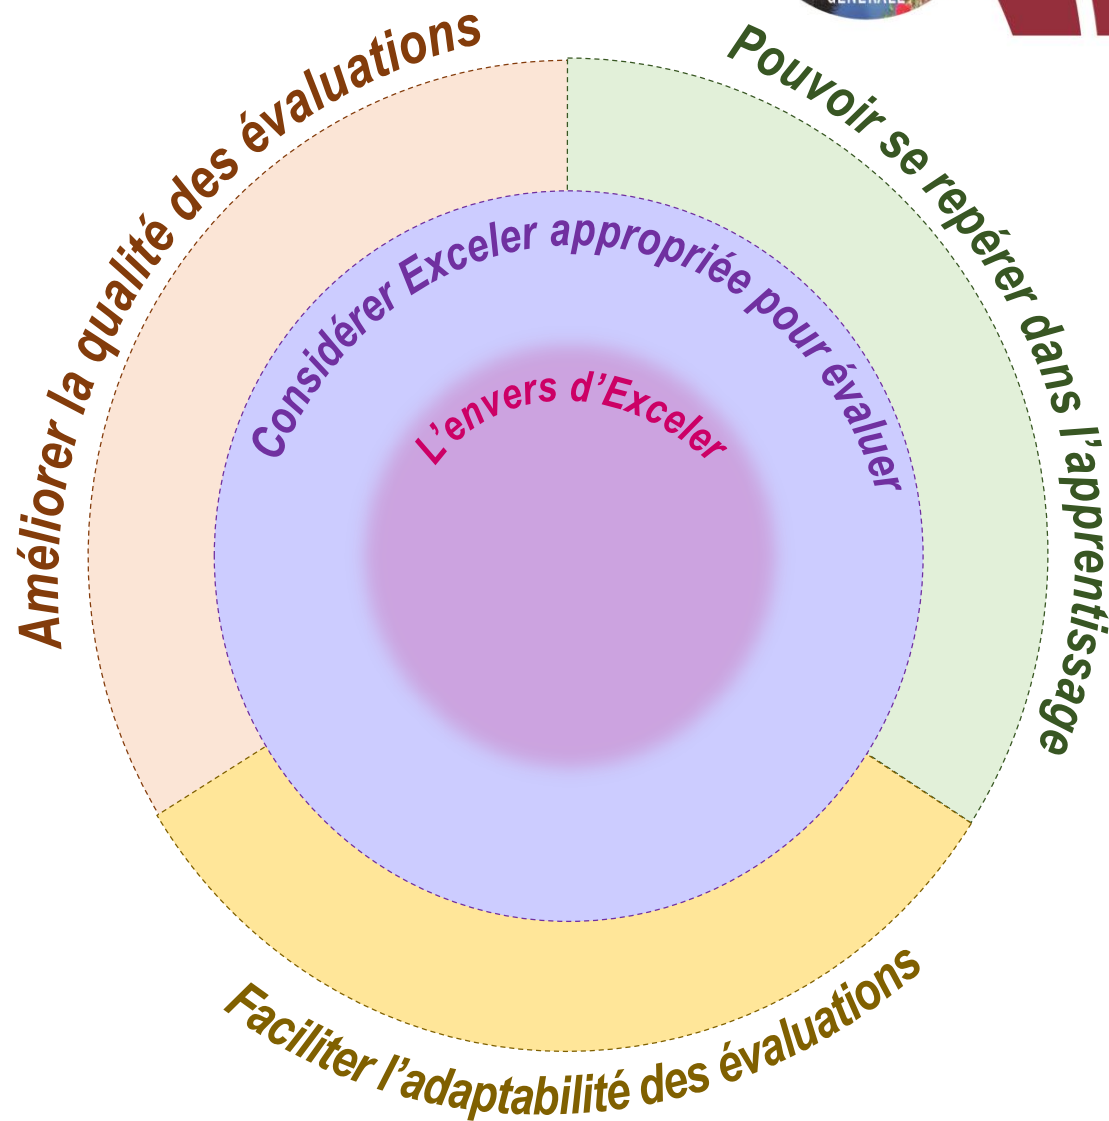 GÉNÉRALE
Améliorer la qualité des évaluations
Pouvoir se repérer dans l’apprentissage
Considérer Exceler appropriée pour évaluer
L’envers d’Exceler
Faciliter l’adaptabilité des évaluations